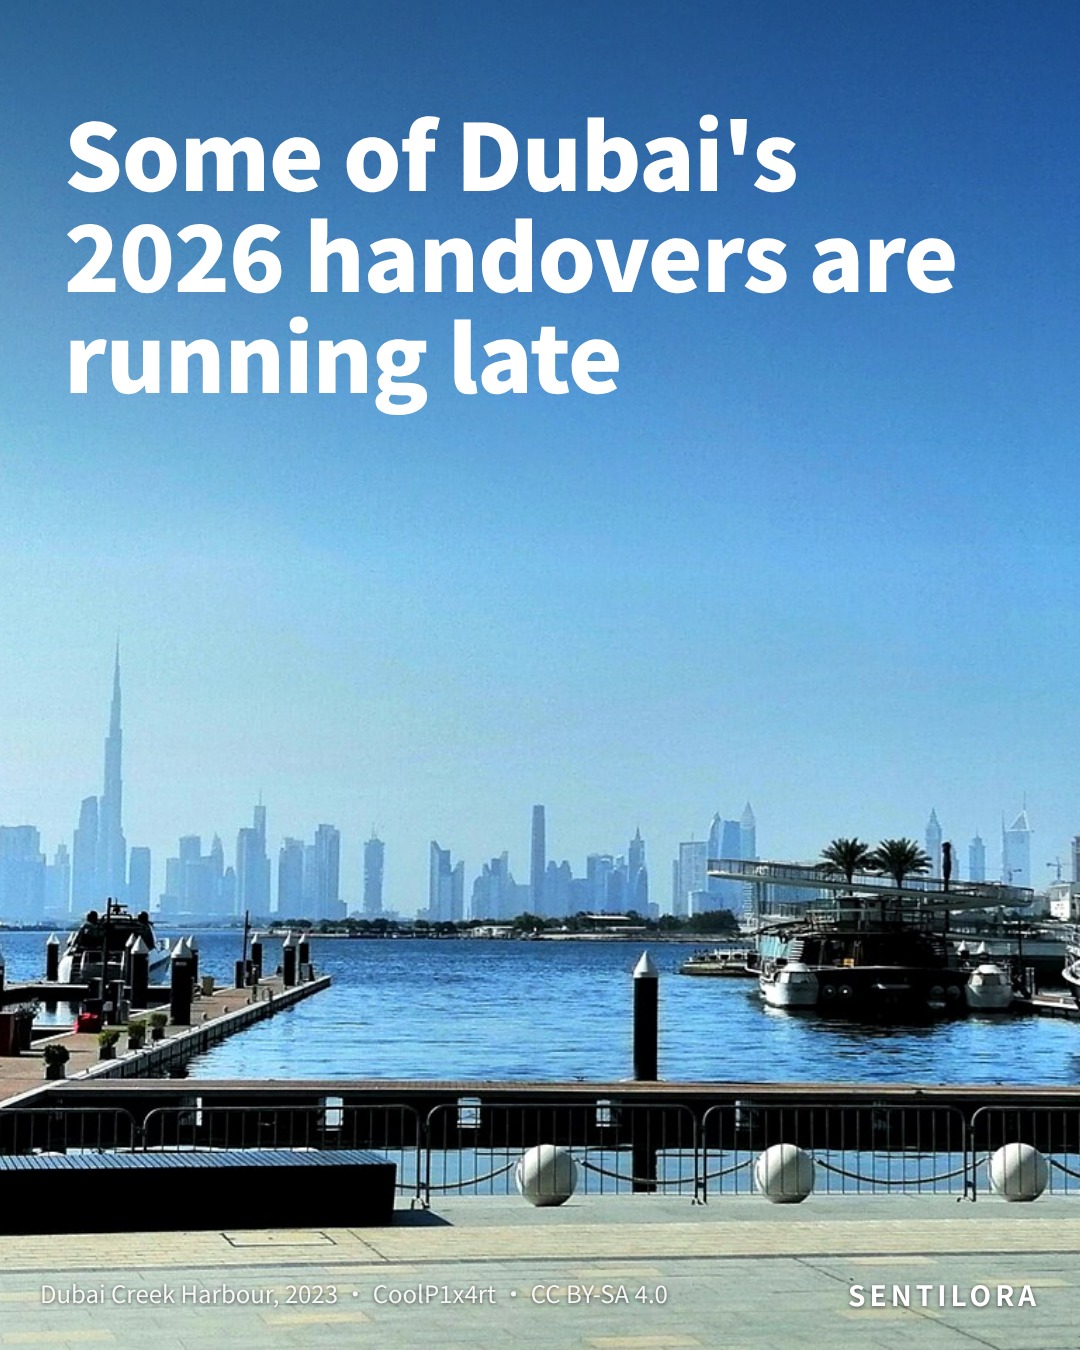 Some of Dubai's
2026 handovers are
running late
Dubai Creek Harbour, 2023 • CoolP1x4rt • CC BY-SA 4.0
SENTILORA